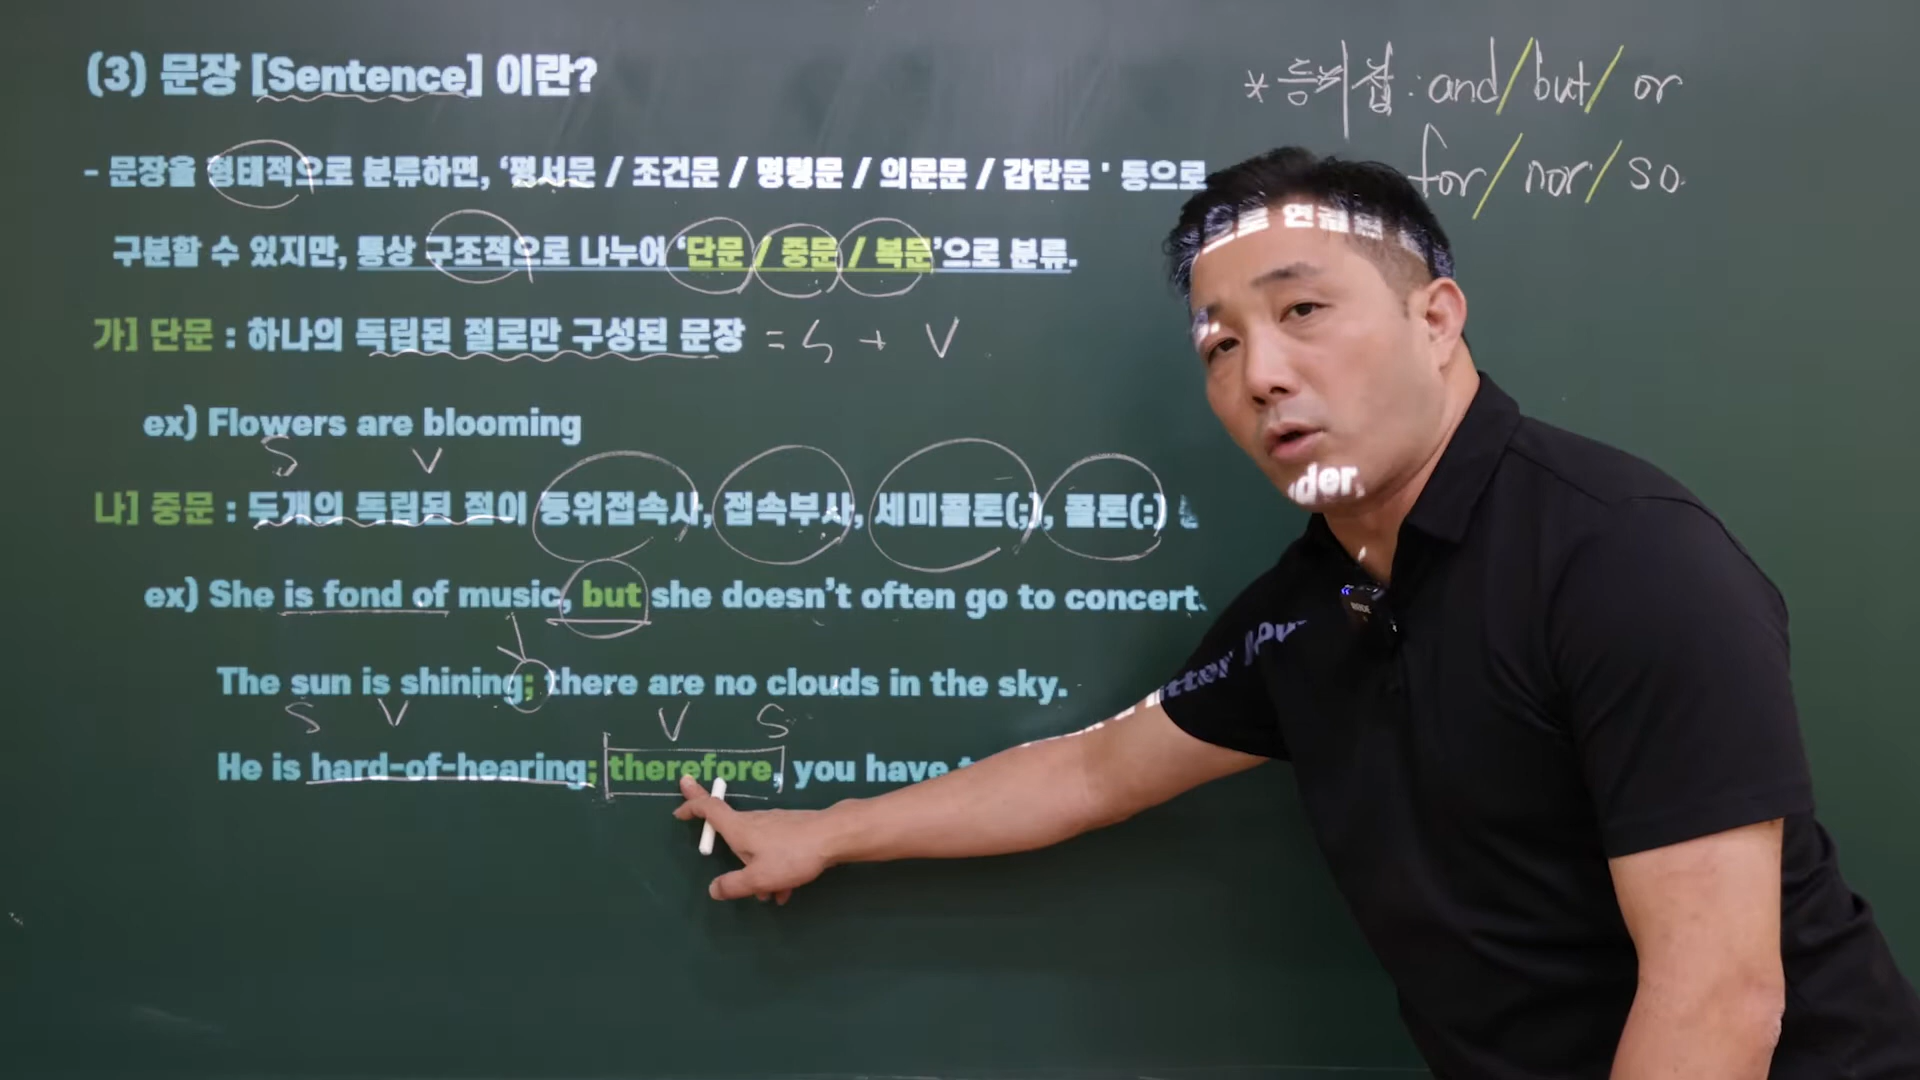 (3) 문장 [Sentence] 이란?
* 등위접 : and / but / or
for / nor / so.
- 문장을 형태적으로 분류하면, ‘평서문 / 조건문 / 명령문 / 의문문 / 감탄문 ' 등으로
으로 연결된
구분할 수 있지만, 통상 구조적으로 나누어 ‘단문 / 중문 / 복문’으로 분류.
가] 단문 : 하나의 독립된 절로만 구성된 문장 = S + V
ex) Flowers are blooming
S V
나] 중문 : 두개의 독립된 절이 등위접속사, 접속부사, 세미콜론(;), 콜론(:)
ex) She is fond of music, but she doesn’t often go to concert.
The sun is shining; there are no clouds in the sky.
S V V S
He is hard-of-hearing; therefore, you have
RODE